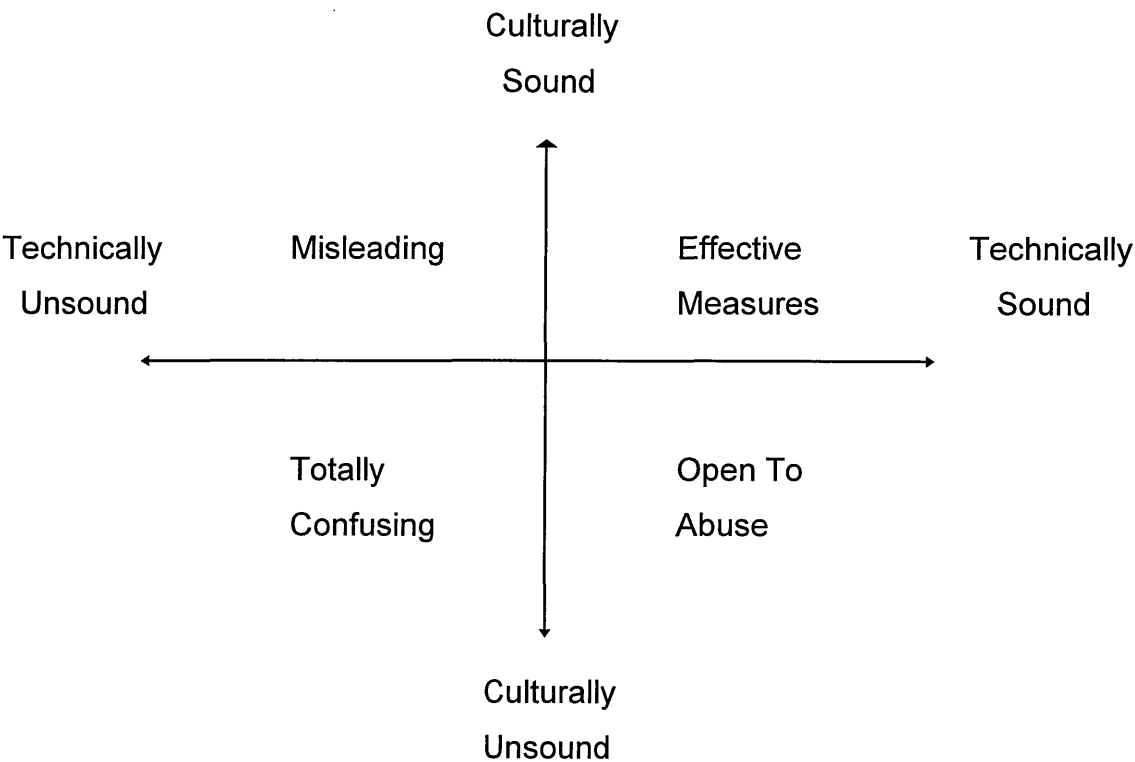 Culturally
Sound
Technically
Unsound
Misleading
Effective
Measures
Technically
Sound
Totally
Confusing
Open To
Abuse
Culturally
Unsound